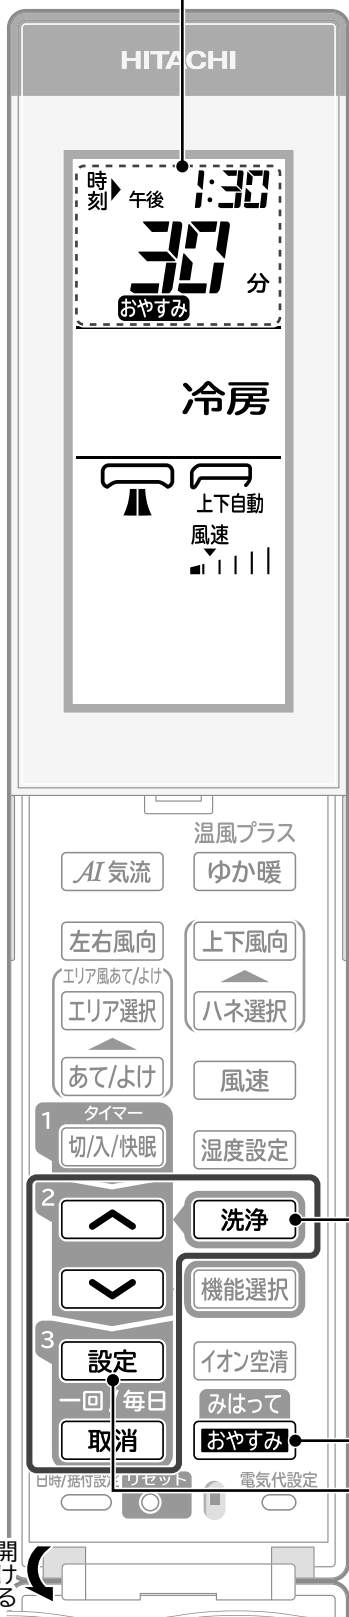 HITACHI
時刻 午後 1:30
30 分
おやすみ
冷房
上下自動
風速
温風プラス
AI 気流 ゆか暖
左右風向 上下風向
エリア風あて/よけ
エリア選択 ハネ選択
あて/よけ 風速
1 タイマー
切/入/快眠 湿度設定
2 洗浄
機能選択
3 設定 イオン空清
一回/毎日 みはって
取消 おやすみ
日時/据付設定 リセット 電気代設定
開ける